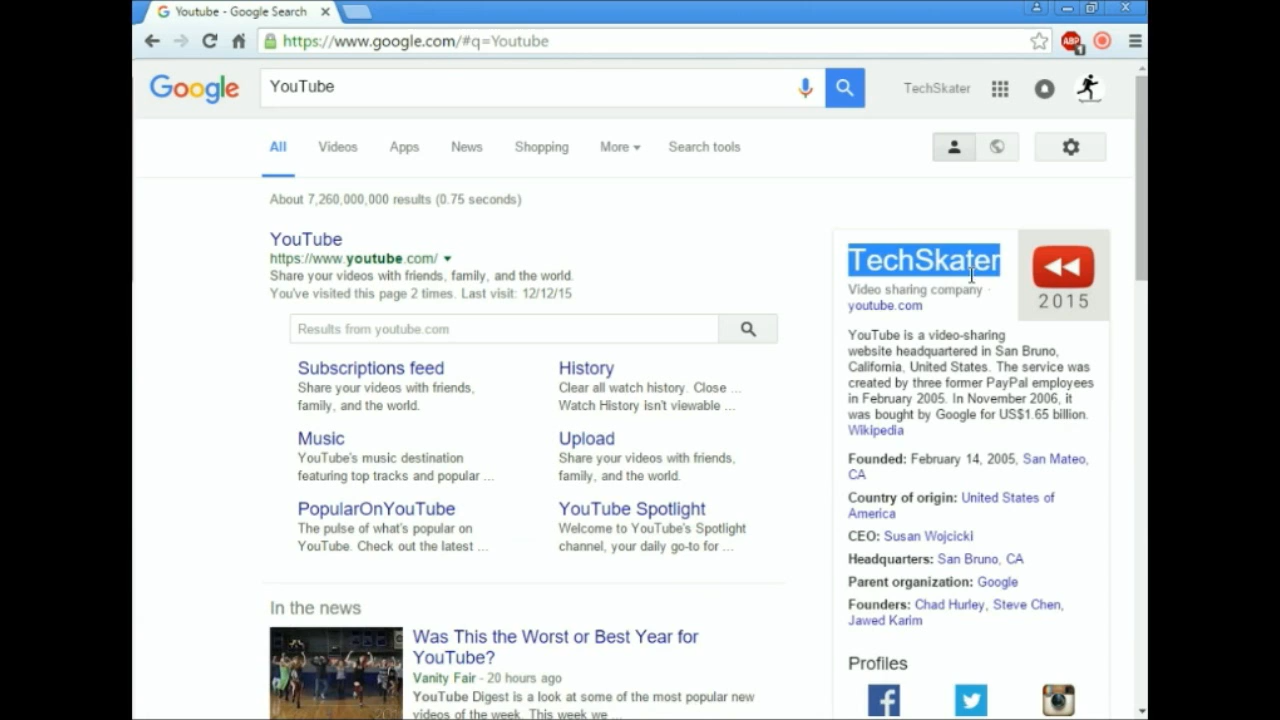 Youtube - Google Search
https://www.google.com/#q=Youtube
ABP
1
Google
YouTube
TechSkater
All
Videos
Apps
News
Shopping
More
Search tools
About 7,260,000,000 results (0.75 seconds)
YouTube
https://www.youtube.com/
Share your videos with friends, family, and the world.
You've visited this page 2 times. Last visit: 12/12/15
Results from youtube.com
Subscriptions feed
Share your videos with friends,
family, and the world.
History
Clear all watch history. Close ...
Watch History isn't viewable ...
Music
YouTube's music destination
featuring top tracks and popular ...
Upload
Share your videos with friends,
family, and the world.
PopularOnYouTube
The pulse of what's popular on
YouTube. Check out the latest ...
YouTube Spotlight
Welcome to YouTube's Spotlight
channel, your daily go-to for ...
In the news
Was This the Worst or Best Year for
YouTube?
Vanity Fair - 20 hours ago
YouTube Digest is a look at some of the most popular new
videos of the week. This week we ...
TechSkater
Video sharing company ·
youtube.com
2015
YouTube is a video-sharing
website headquartered in San Bruno,
California, United States. The service was
created by three former PayPal employees
in February 2005. In November 2006, it
was bought by Google for US$1.65 billion.
Wikipedia
Founded: February 14, 2005, San Mateo,
CA
Country of origin: United States of
America
CEO: Susan Wojcicki
Headquarters: San Bruno, CA
Parent organization: Google
Founders: Chad Hurley, Steve Chen,
Jawed Karim
Profiles